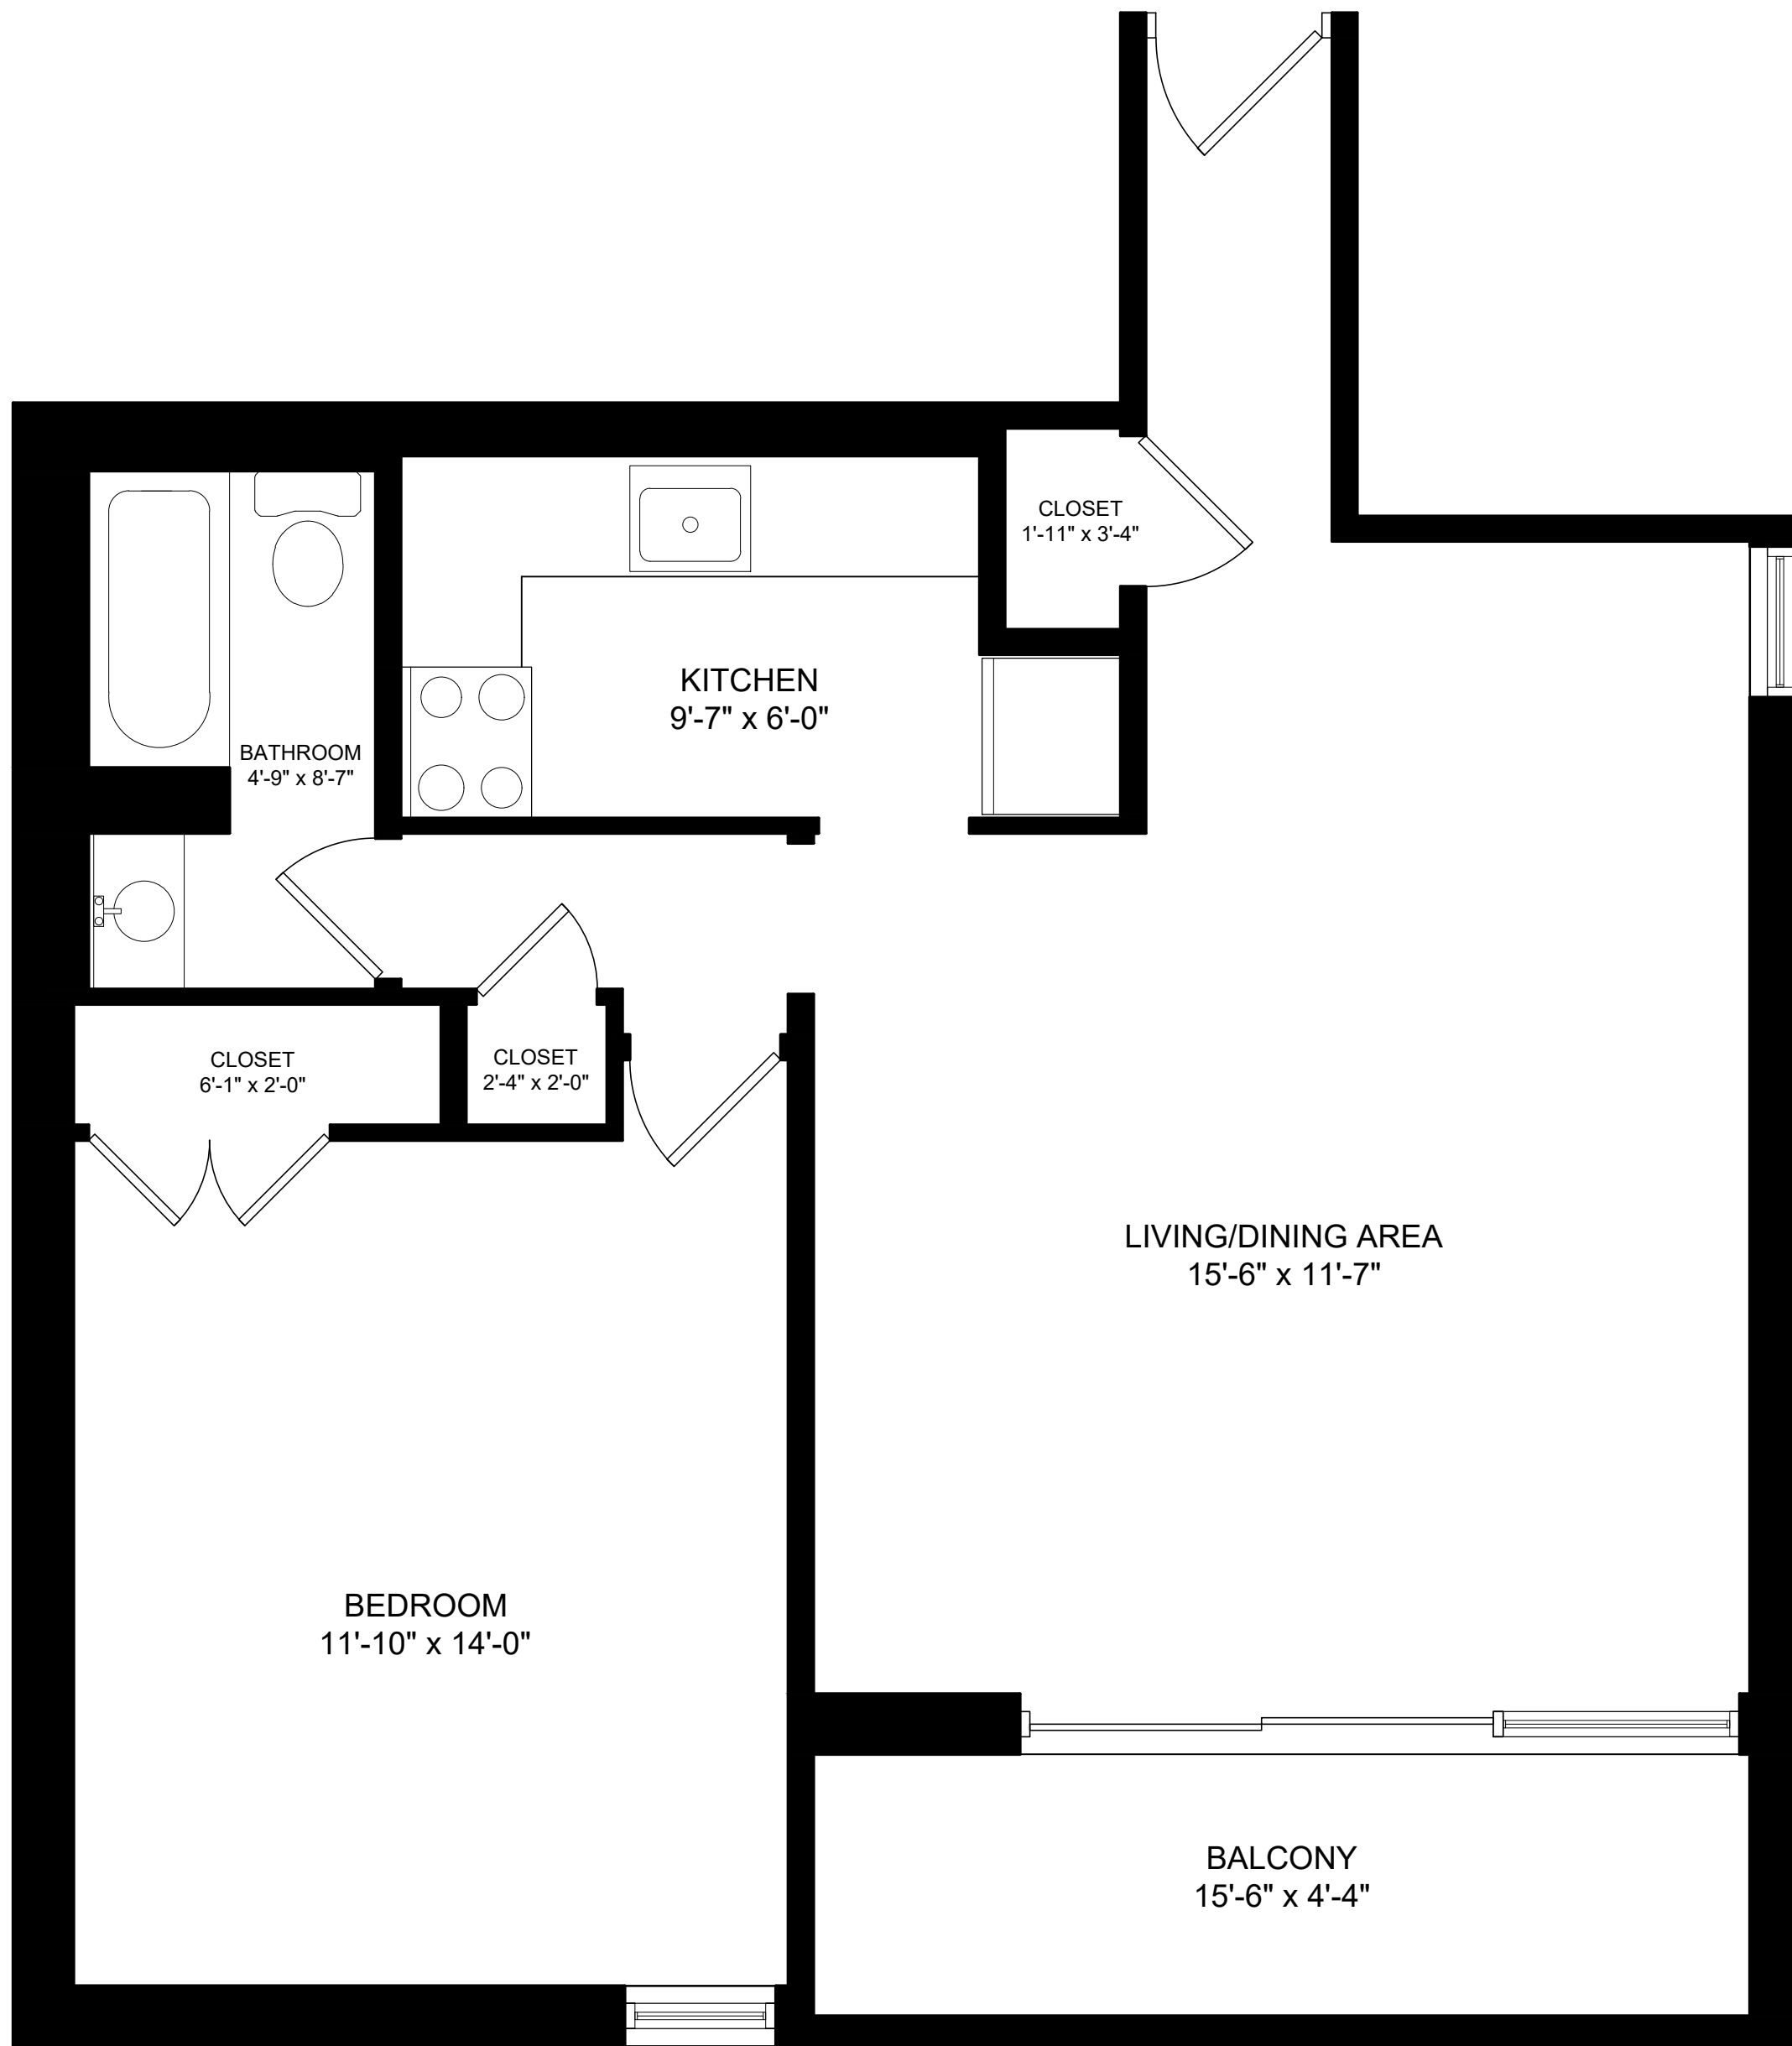 CLOSET
1'-11" x 3'-4"
KITCHEN
9'-7" x 6'-0"
BATHROOM
4'-9" x 8'-7"
CLOSET
6'-1" x 2'-0"
CLOSET
2'-4" x 2'-0"
LIVING/DINING AREA
15'-6" x 11'-7"
BEDROOM
11'-10" x 14'-0"
BALCONY
15'-6" x 4'-4"